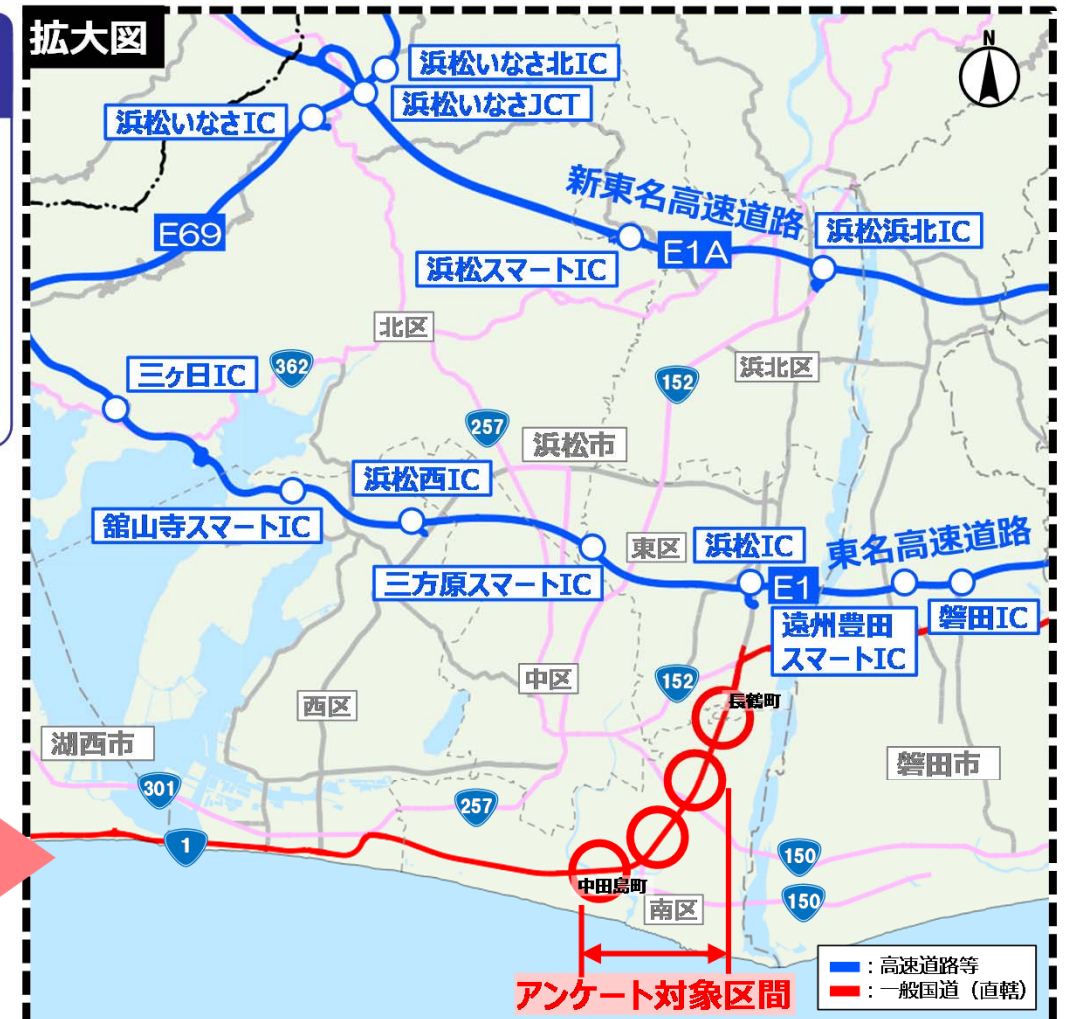 拡大図
N
浜松いなさ北IC
浜松いなさJCT
浜松いなさIC
新東名高速道路
E69
浜松浜北IC
E1A
浜松スマートIC
北区
362
三ヶ日IC
浜北区
152
257
浜松市
浜松西IC
舘山寺スマートIC
東区
浜松IC
東名高速道路
三方原スマートIC
E1
磐田IC
遠州豊田
スマートIC
中区
152
長鶴町
西区
湖西市
磐田市
301
257
1
150
中田島町
150
南区
アンケート対象区間
:高速道路等
:一般国道（直轄）